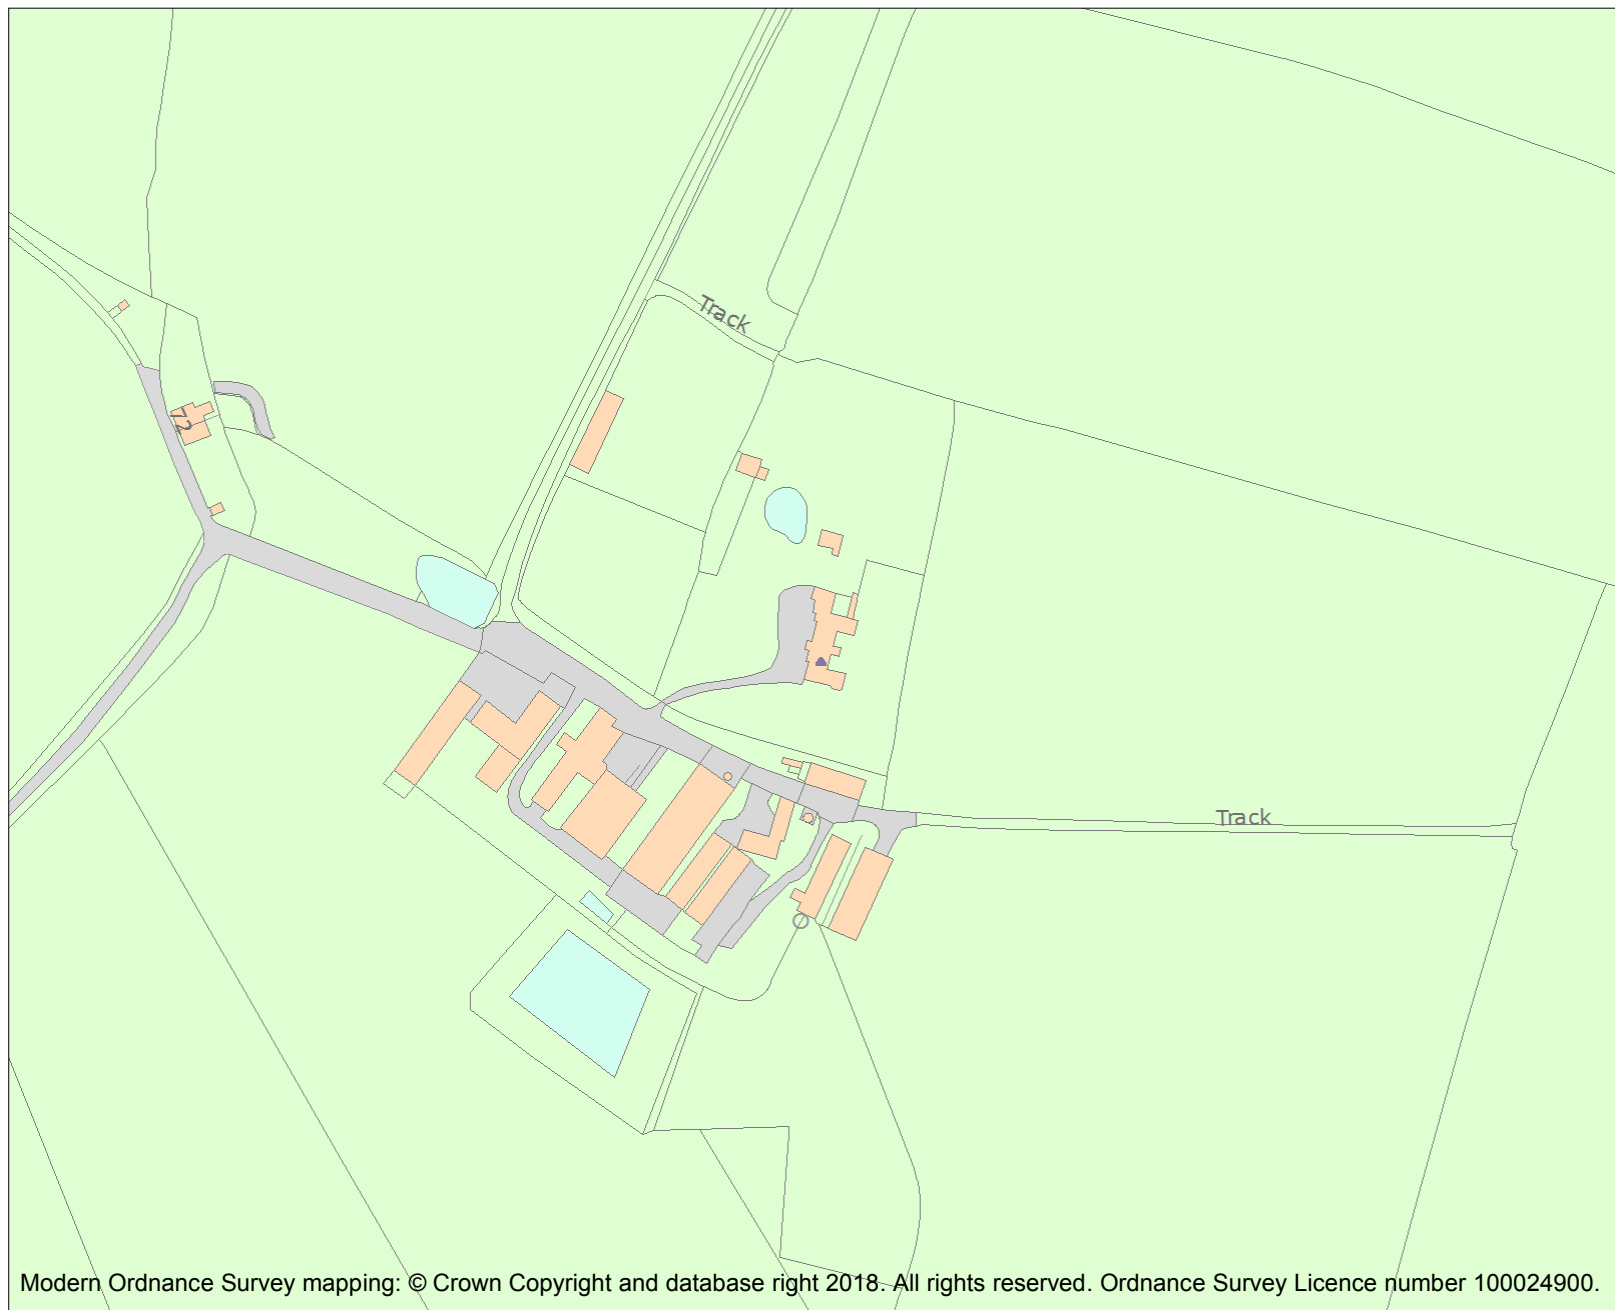 Track
72
Track
Modern Ordnance Survey mapping: © Crown Copyright and database right 2018. All rights reserved. Ordnance Survey Licence number 100024900.